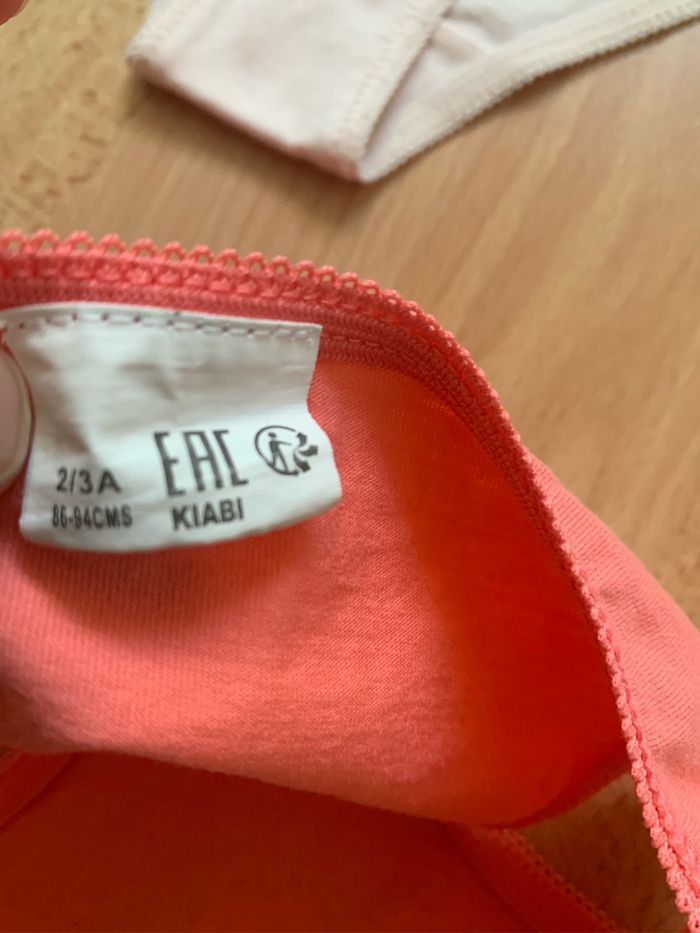 2/3A EAC
86-94CMS KIABI